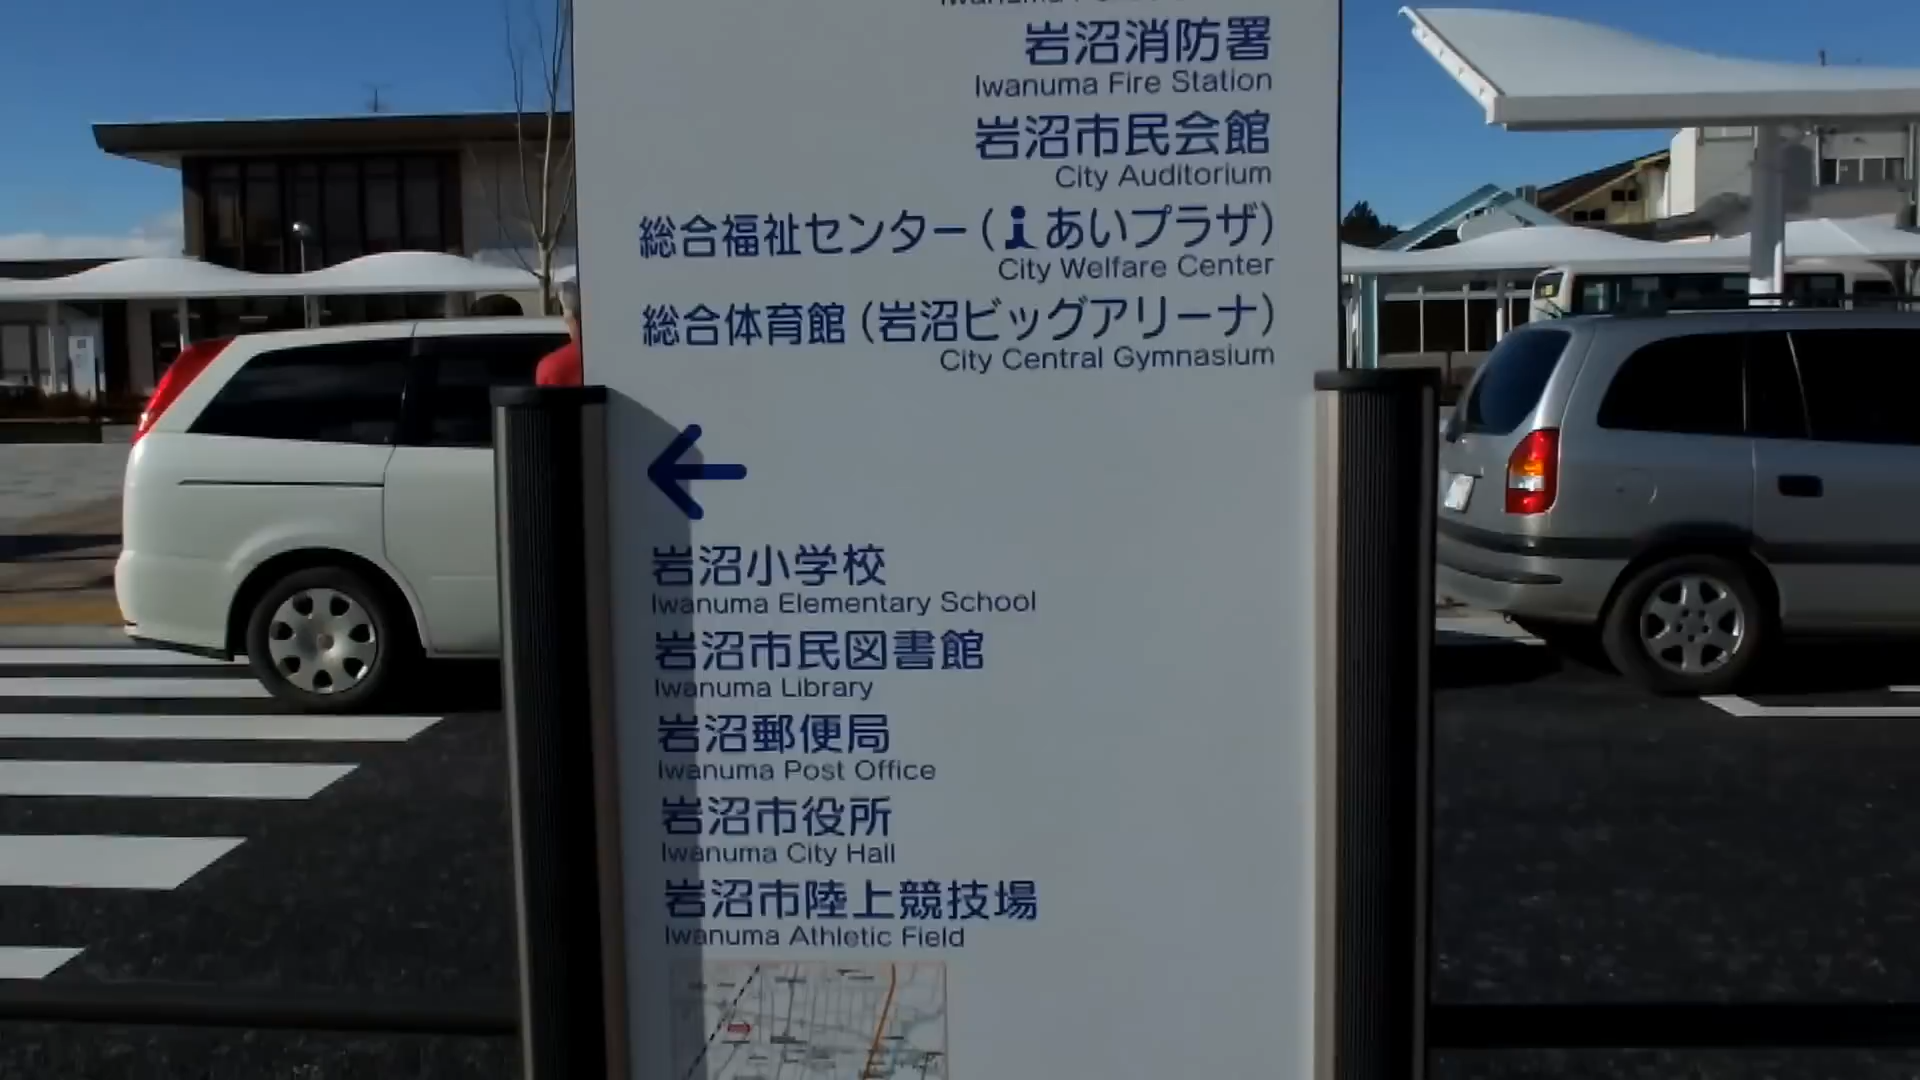 岩沼消防署
Iwanuma Fire Station
岩沼市民会館
City Auditorium
総合福祉センター(iあいプラザ)
City Welfare Center
総合体育館(岩沼ビッグアリーナ)
City Central Gymnasium
←
岩沼小学校
Iwanuma Elementary School
岩沼市民図書館
Iwanuma Library
岩沼郵便局
Iwanuma Post Office
岩沼市役所
Iwanuma City Hall
岩沼市陸上競技場
Iwanuma Athletic Field